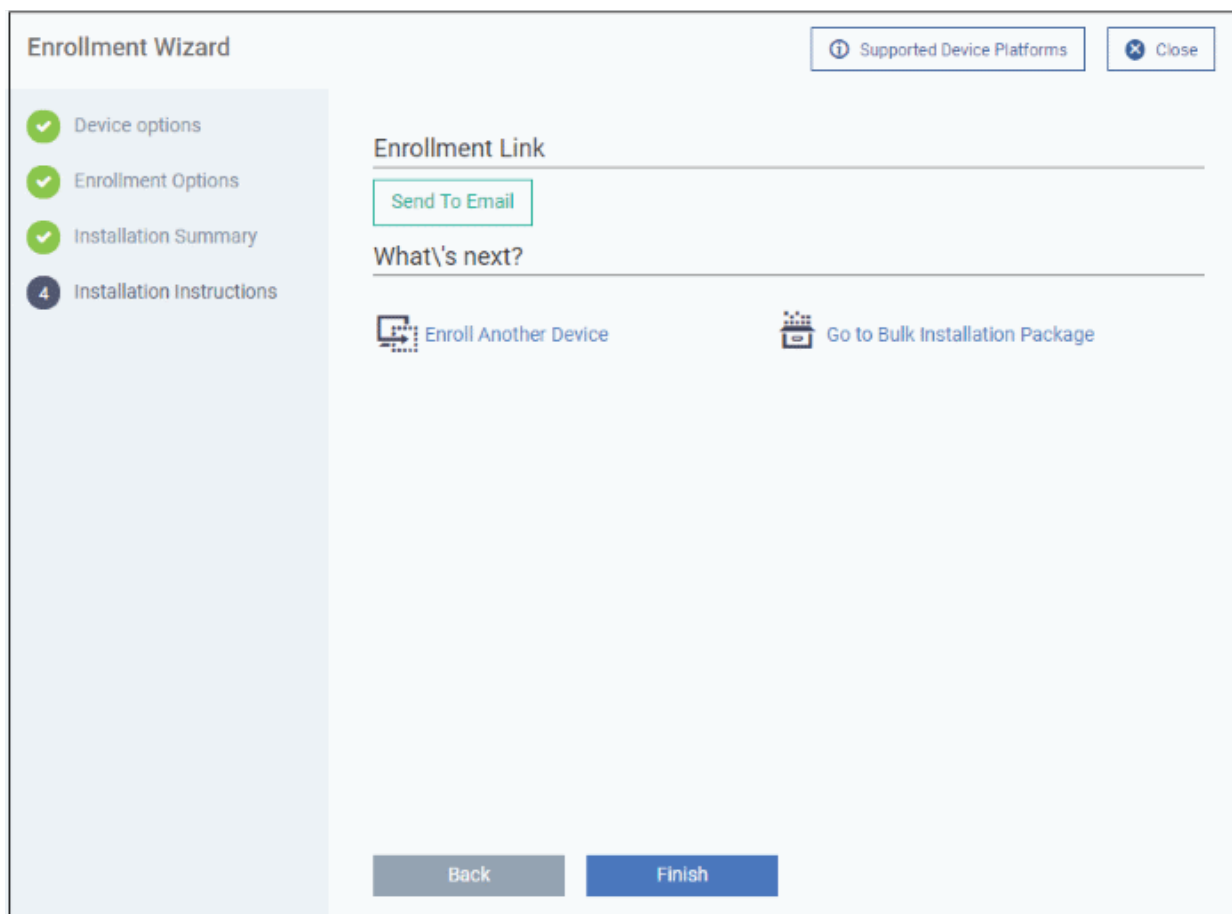 Enrollment Wizard
Supported Device Platforms
Close
Device options
Enrollment Options
Installation Summary
4 Installation Instructions
Enrollment Link
Send To Email
What\'s next?
Enroll Another Device
Go to Bulk Installation Package
Back
Finish